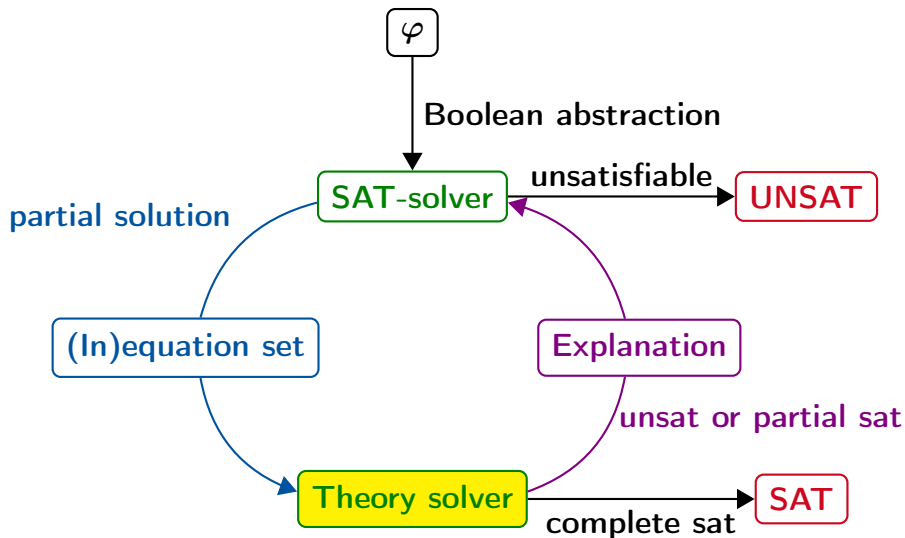 φ
Boolean abstraction
SAT-solver
unsatisfiable
UNSAT
partial solution
(In)equation set
Explanation
unsat or partial sat
Theory solver
complete sat
SAT